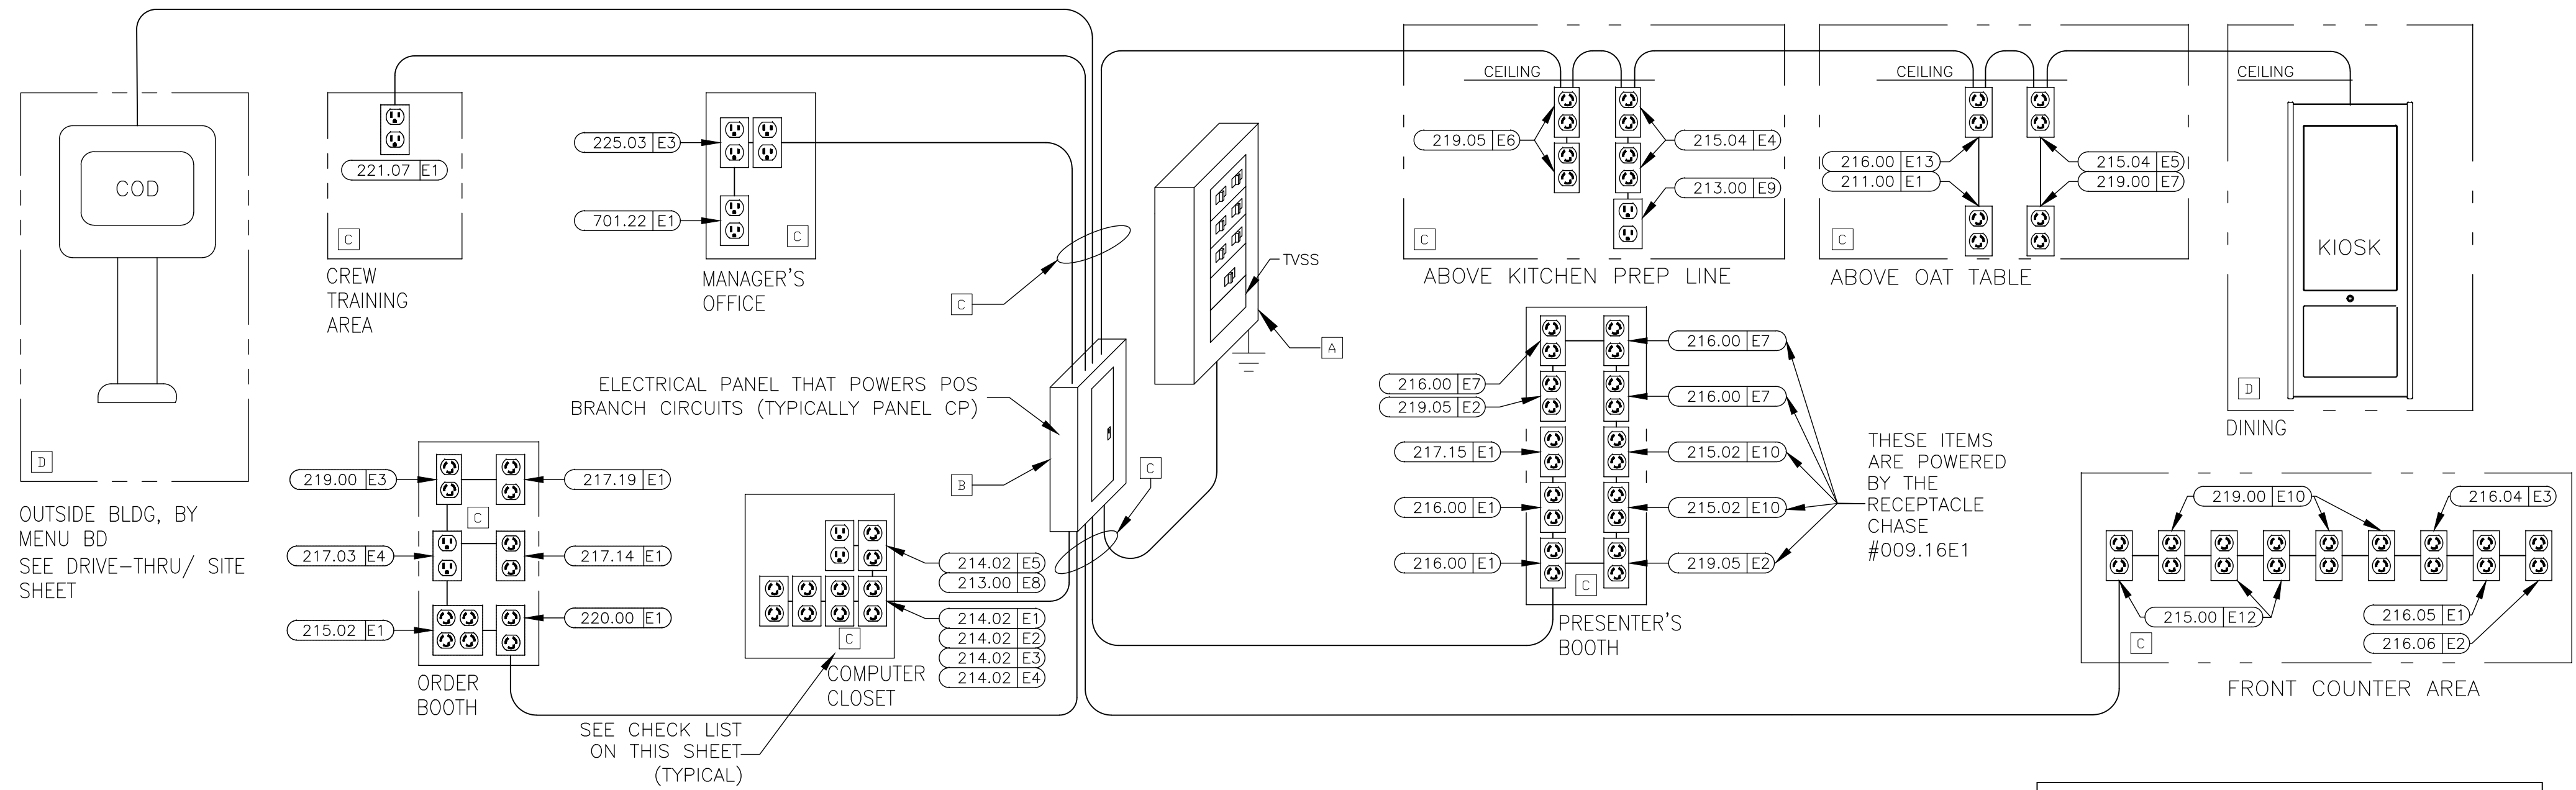 COD
D
OUTSIDE BLDG, BY
MENU BD
SEE DRIVE-THRU/ SITE
SHEET
221.07 E1
C
CREW
TRAINING
AREA
225.03 E3
701.22 E1
C
MANAGER'S
OFFICE
C
TVSS
A
ELECTRICAL PANEL THAT POWERS POS
BRANCH CIRCUITS (TYPICALLY PANEL CP)
B
C
219.00 E3
217.19 E1
C
217.03 E4
217.14 E1
215.02 E1
220.00 E1
ORDER
BOOTH
214.02 E5
213.00 E8
214.02 E1
214.02 E2
214.02 E3
214.02 E4
C
COMPUTER
CLOSET
SEE CHECK LIST
ON THIS SHEET
(TYPICAL)
CEILING
219.05 E6
215.04 E4
213.00 E9
C
ABOVE KITCHEN PREP LINE
CEILING
216.00 E13
211.00 E1
215.04 E5
219.00 E7
C
ABOVE OAT TABLE
CEILING
KIOSK
D
DINING
216.00 E7
219.05 E2
217.15 E1
216.00 E1
216.00 E1
216.00 E7
216.00 E7
215.02 E10
215.02 E10
219.05 E2
C
PRESENTER'S
BOOTH
THESE ITEMS
ARE POWERED
BY THE
RECEPTACLE
CHASE
#009.16E1
219.00 E10
216.04 E3
215.00 E12
216.05 E1
216.06 E2
C
FRONT COUNTER AREA